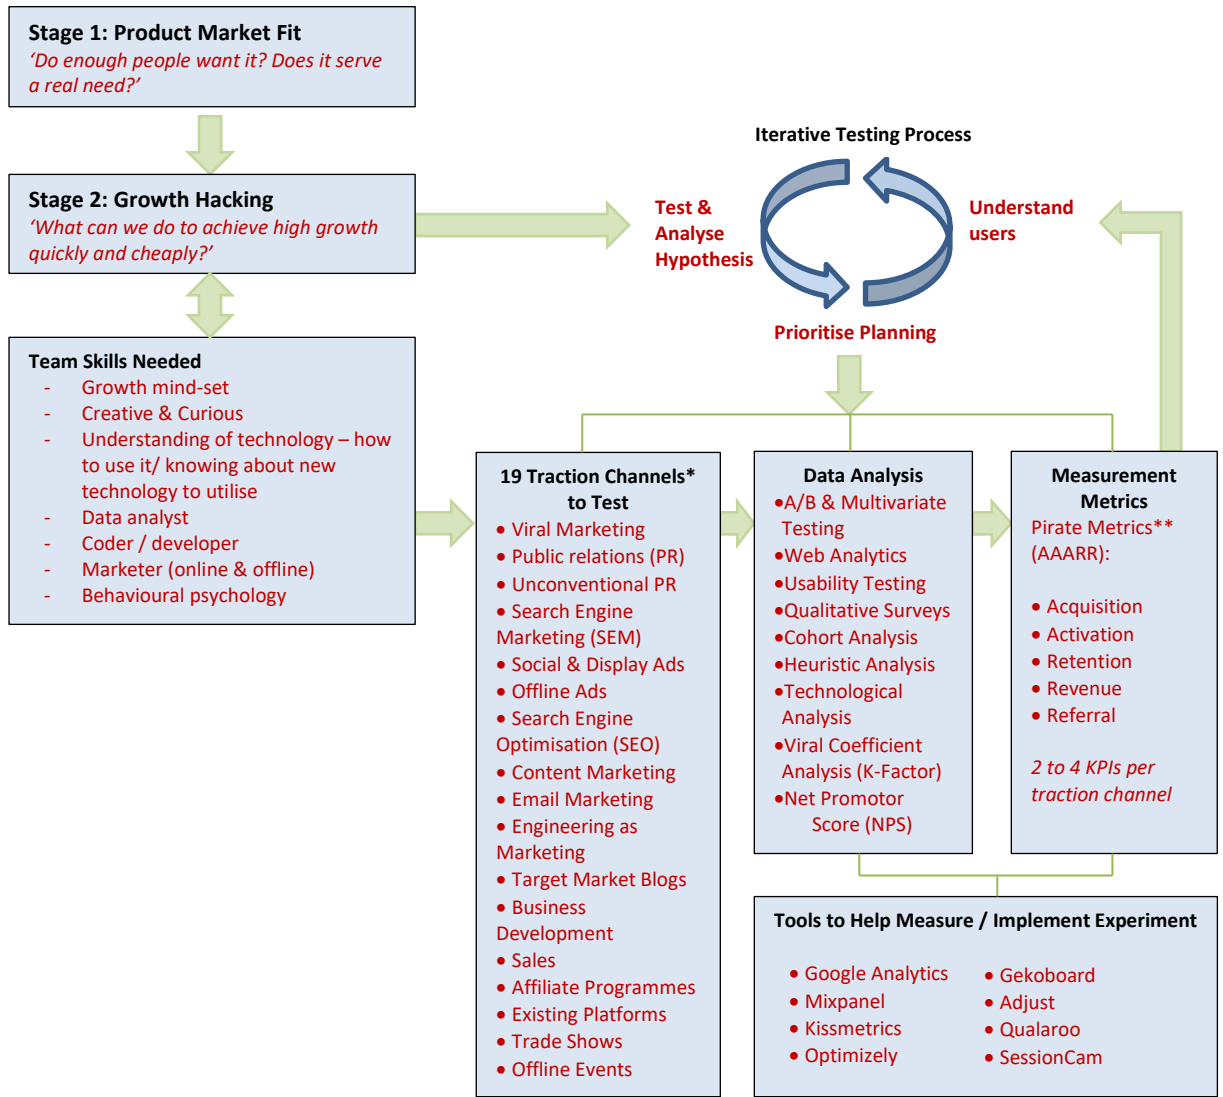 Stage 1: Product Market Fit
‘Do enough people want it? Does it serve
a real need?’
Stage 2: Growth Hacking
‘What can we do to achieve high growth
quickly and cheaply?’
Iterative Testing Process
Test &
Analyse
Hypothesis
Understand
users
Prioritise Planning
Team Skills Needed
- Growth mind-set
- Creative & Curious
- Understanding of technology – how
to use it/ knowing about new
technology to utilise
- Data analyst
- Coder / developer
- Marketer (online & offline)
- Behavioural psychology
19 Traction Channels*
to Test
• Viral Marketing
• Public relations (PR)
• Unconventional PR
• Search Engine
Marketing (SEM)
• Social & Display Ads
• Offline Ads
• Search Engine
Optimisation (SEO)
• Content Marketing
• Email Marketing
• Engineering as
Marketing
• Target Market Blogs
• Business
Development
• Sales
• Affiliate Programmes
• Existing Platforms
• Trade Shows
• Offline Events
Data Analysis
•A/B & Multivariate
Testing
•Web Analytics
•Usability Testing
•Qualitative Surveys
•Cohort Analysis
•Heuristic Analysis
•Technological
Analysis
•Viral Coefficient
Analysis (K-Factor)
•Net Promotor
Score (NPS)
Measurement
Metrics
Pirate Metrics**
(AAARR):
• Acquisition
• Activation
• Retention
• Revenue
• Referral
2 to 4 KPIs per
traction channel
Tools to Help Measure / Implement Experiment
• Google Analytics
• Mixpanel
• Kissmetrics
• Optimizely
• Gekoboard
• Adjust
• Qualaroo
• SessionCam